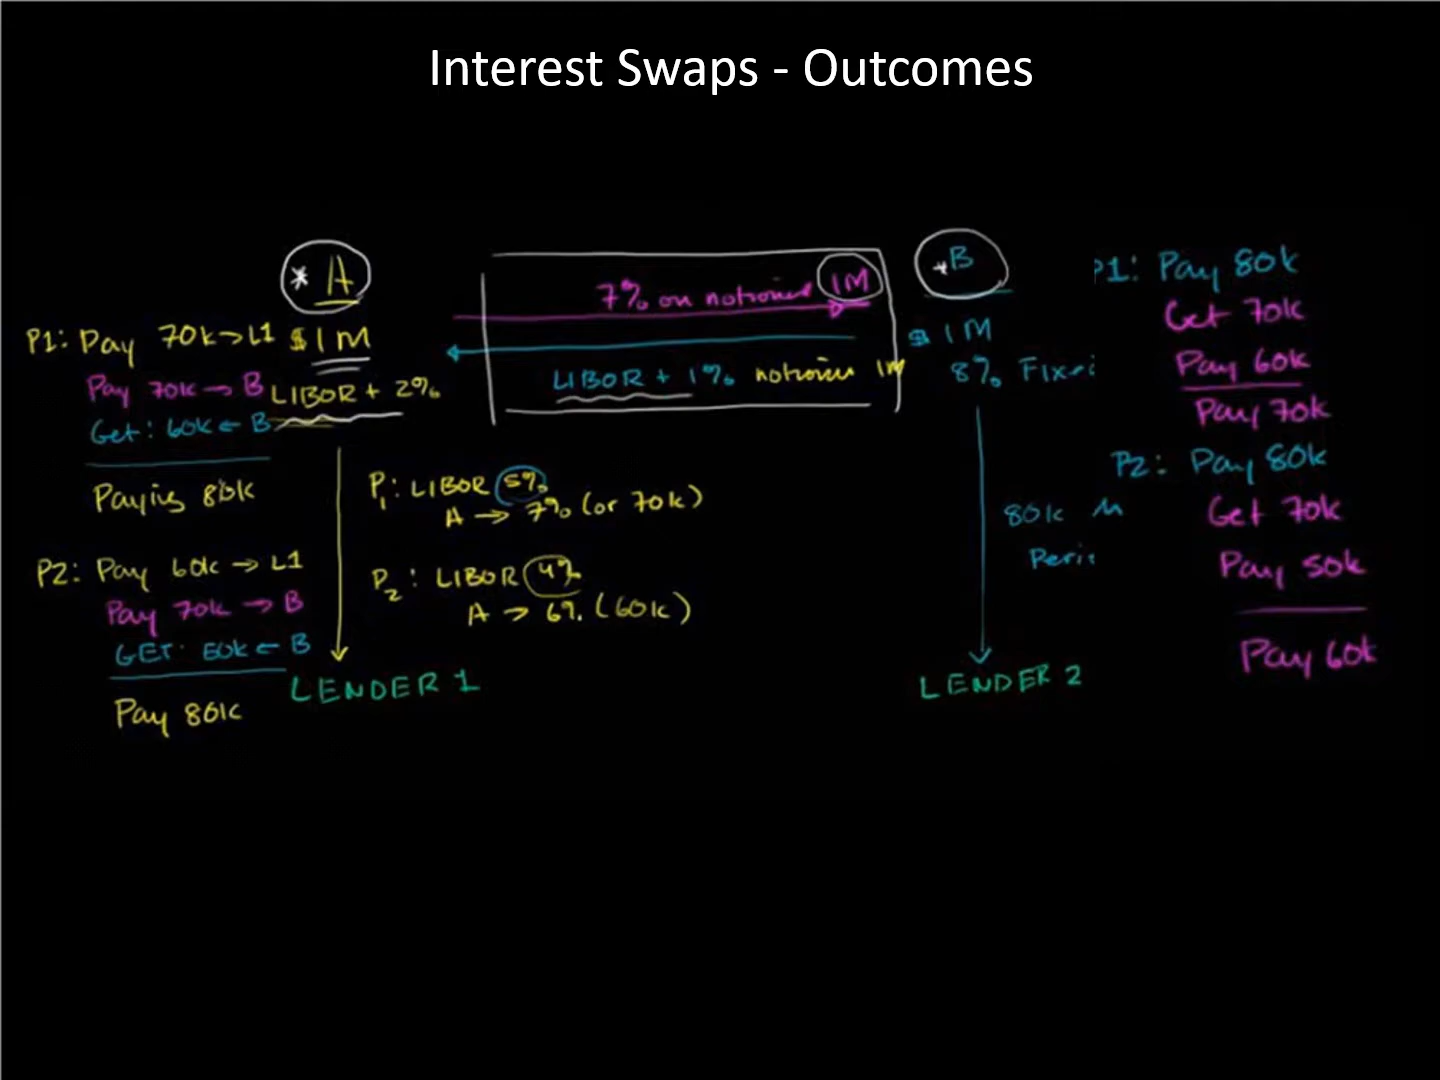 Interest Swaps - Outcomes
* A
P1: Pay 70k → L1
$1M
Pay 70k → B
LIBOR + 2%
Get: 60k ← B
Paying 80k
P2: Pay 60k → L1
Pay 70k → B
GET: 50k ← B
Pay 80k
P1: LIBOR 5%
A → 7% (or 70k)
P2: LIBOR 4%
A → 6% (60k)
LENDER 1
7% on notional 1M
LIBOR + 1% notional 1M
B
$1M
8% Fixe
80k
Peri
LENDER 2
P1: Pay 80k
Get 70k
Pay 60k
Pay 70k
P2: Pay 80k
Get 70k
Pay 50k
Pay 60k